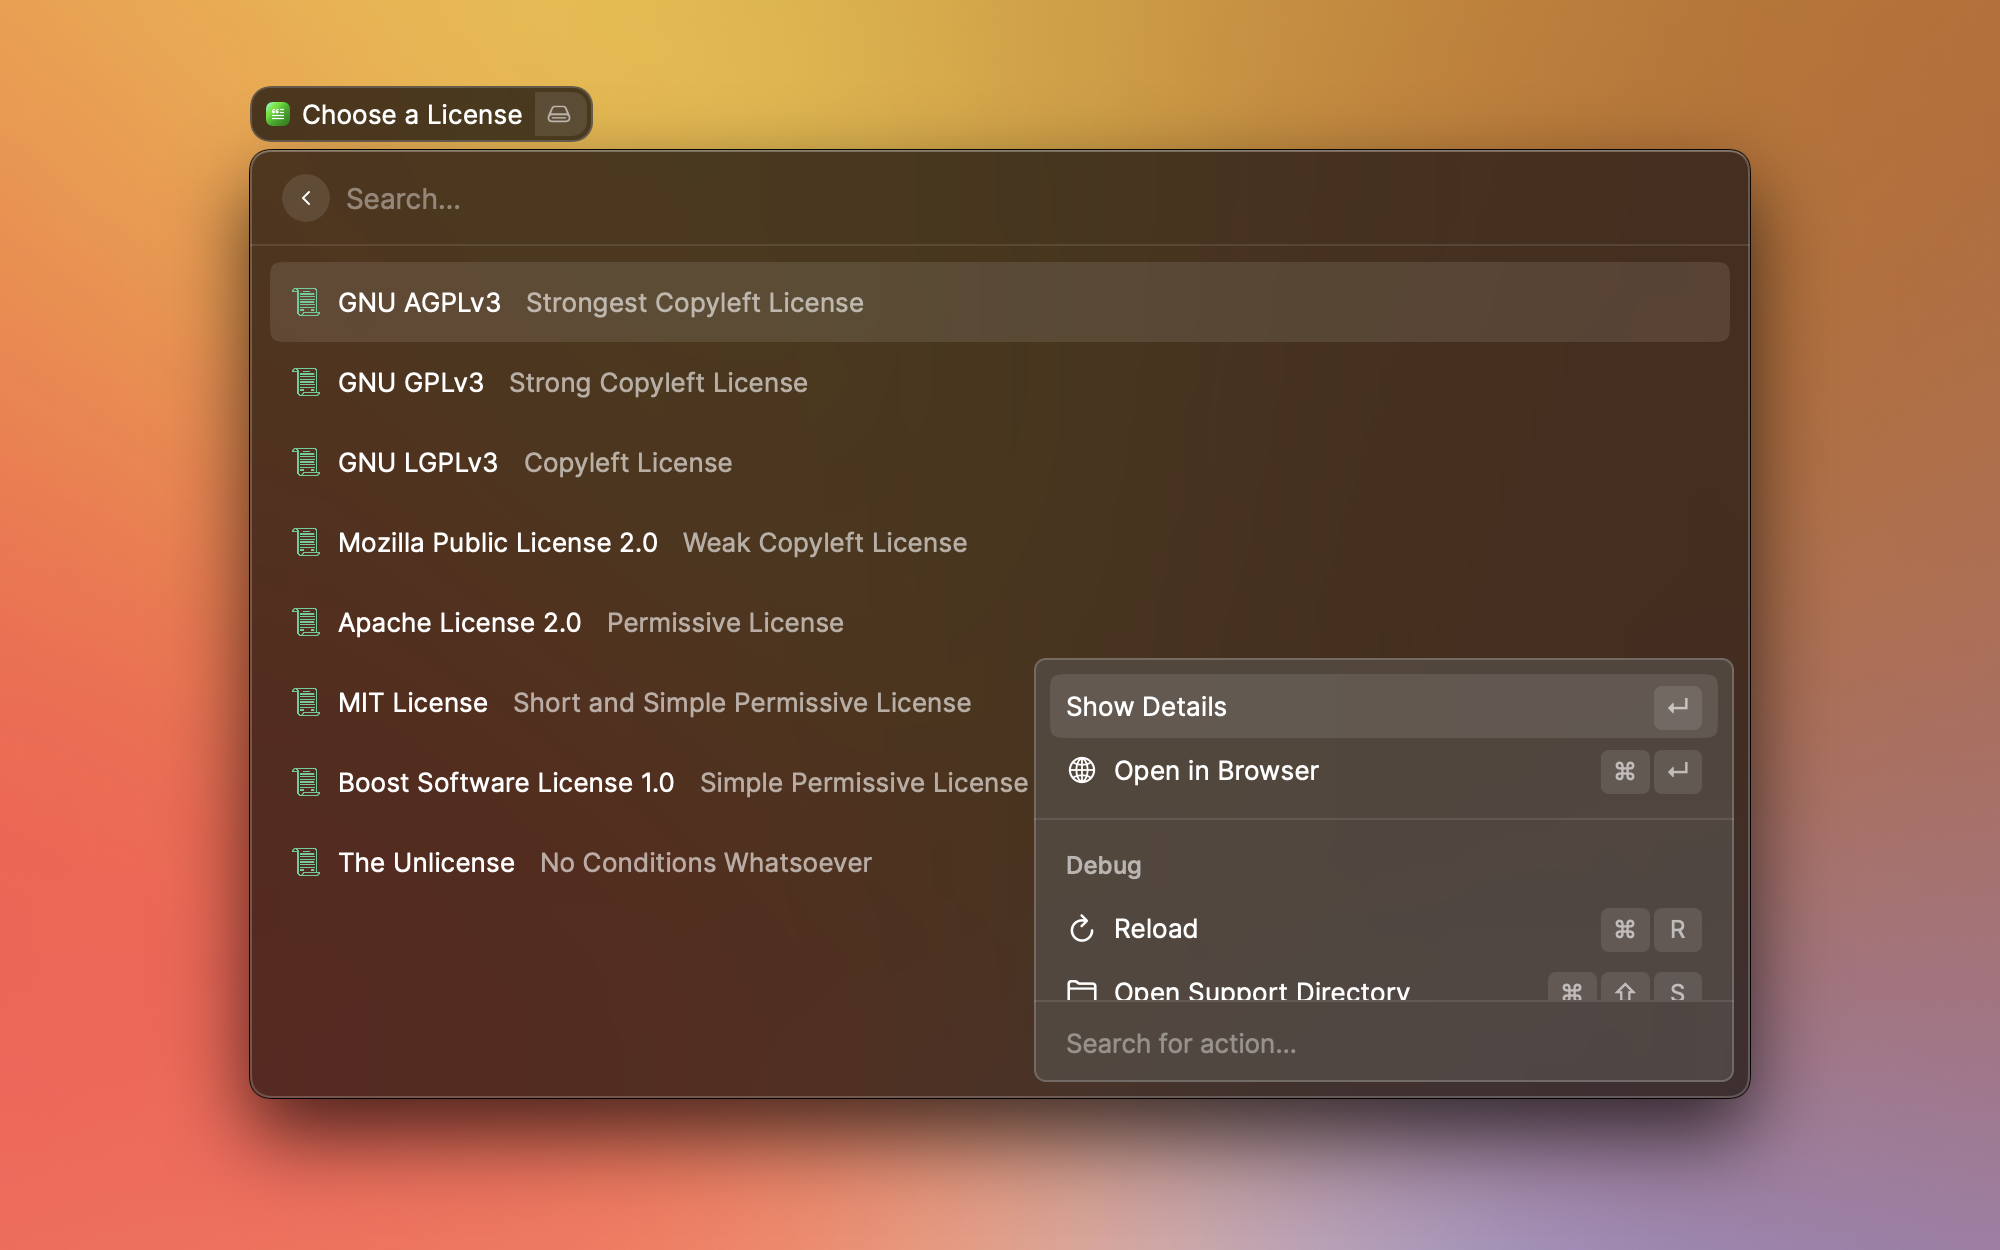 Choose a License
Search...
GNU AGPLv3 Strongest Copyleft License
GNU GPLv3 Strong Copyleft License
GNU LGPLv3 Copyleft License
Mozilla Public License 2.0 Weak Copyleft License
Apache License 2.0 Permissive License
MIT License Short and Simple Permissive License
Boost Software License 1.0 Simple Permissive License
The Unlicense No Conditions Whatsoever
Show Details ↵
Open in Browser ⌘ ↵
Debug
Reload ⌘ R
Open Support Directory ⌘ ⇧ S
Search for action...